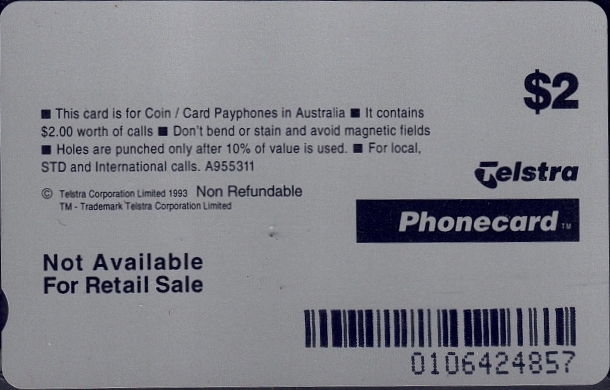 $2
■ This card is for Coin / Card Payphones in Australia ■ It contains
$2.00 worth of calls ■ Don't bend or stain and avoid magnetic fields
■ Holes are punched only after 10% of value is used. ■ For local,
STD and International calls. A955311
© Telstra Corporation Limited 1993 Non Refundable
TM - Trademark Telstra Corporation Limited
Telstra
Phonecard TM
Not Available
For Retail Sale
0106424857